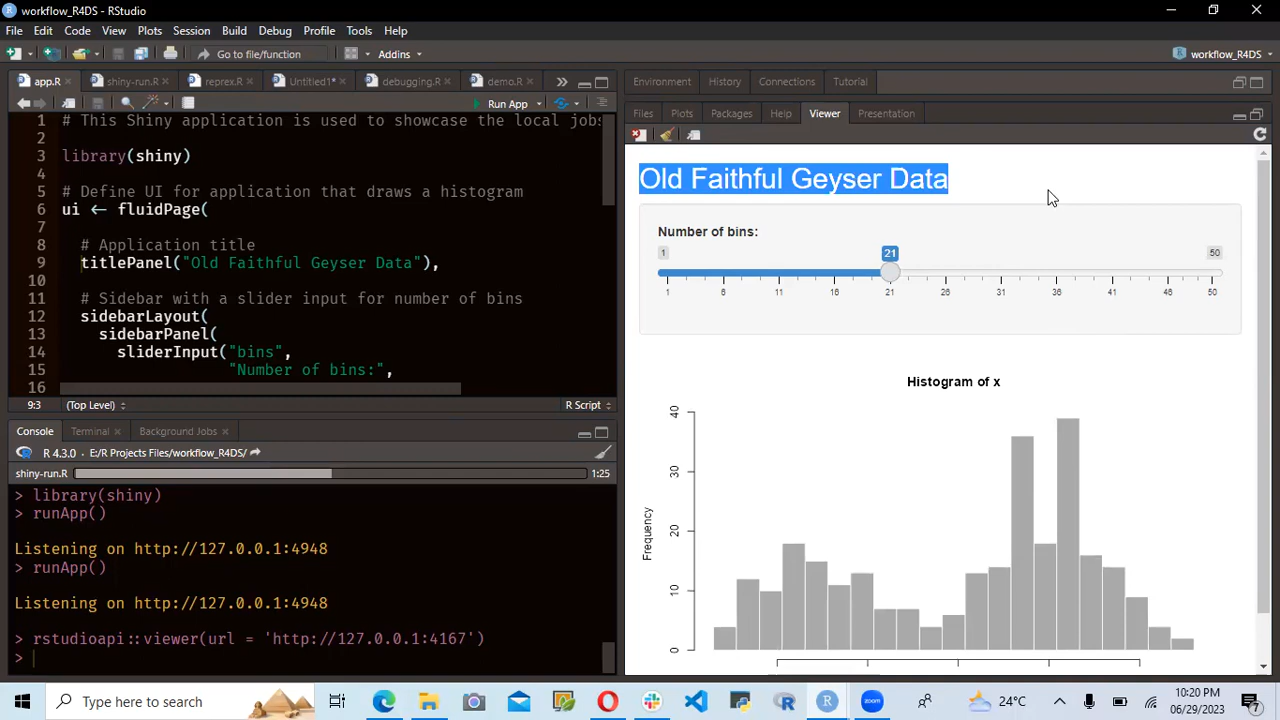 workflow_R4DS - RStudio
File Edit Code View Plots Session Build Debug Profile Tools Help
Go to file/function Addins workflow_R4DS
app.R shiny-run.R reprex.R Untitled1* debugging.R demo.R
Run App
1 # This Shiny application is used to showcase the local jobs
2
3 library(shiny)
4
5 # Define UI for application that draws a histogram
6 ui ← fluidPage(
7
8 # Application title
9 titlePanel("Old Faithful Geyser Data"),
10
11 # Sidebar with a slider input for number of bins
12 sidebarLayout(
13 sidebarPanel(
14 sliderInput("bins",
15 "Number of bins:",
16
9:3 (Top Level) R Script
Console Terminal Background Jobs
R 4.3.0 . E:/R Projects Files/workflow_R4DS/
shiny-run.R 1:25
> library(shiny)
> runApp()
Listening on http://127.0.0.1:4948
> runApp()
Listening on http://127.0.0.1:4948
> rstudioapi::viewer(url = 'http://127.0.0.1:4167')
>
Environment History Connections Tutorial
Files Plots Packages Help Viewer Presentation
Old Faithful Geyser Data
Number of bins:
1 21 50
1 6 11 16 21 26 31 36 41 46 50
Histogram of x
Frequency
40
30
20
10
0
Type here to search
zoom
24°C
10:20 PM
06/29/2023
7